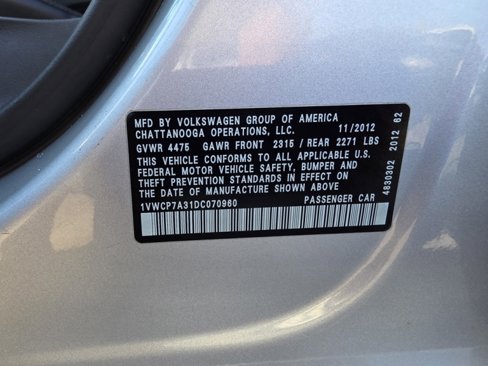 MFD BY VOLKSWAGEN GROUP OF AMERICA
CHATTANOOGA OPERATIONS, LLC. 11/2012
GVWR 4475 GAWR FRONT 2315 / REAR 2271 LBS
THIS VEHICLE CONFORMS TO ALL APPLICABLE U.S.
FEDERAL MOTOR VEHICLE SAFETY, BUMPER AND
THEFT PREVENTION STANDARDS IN EFFECT ON
THE DATE OF MANUFACTURE SHOWN ABOVE
1VWCP7A31DC070960 PASSENGER CAR
4830302 2012 62